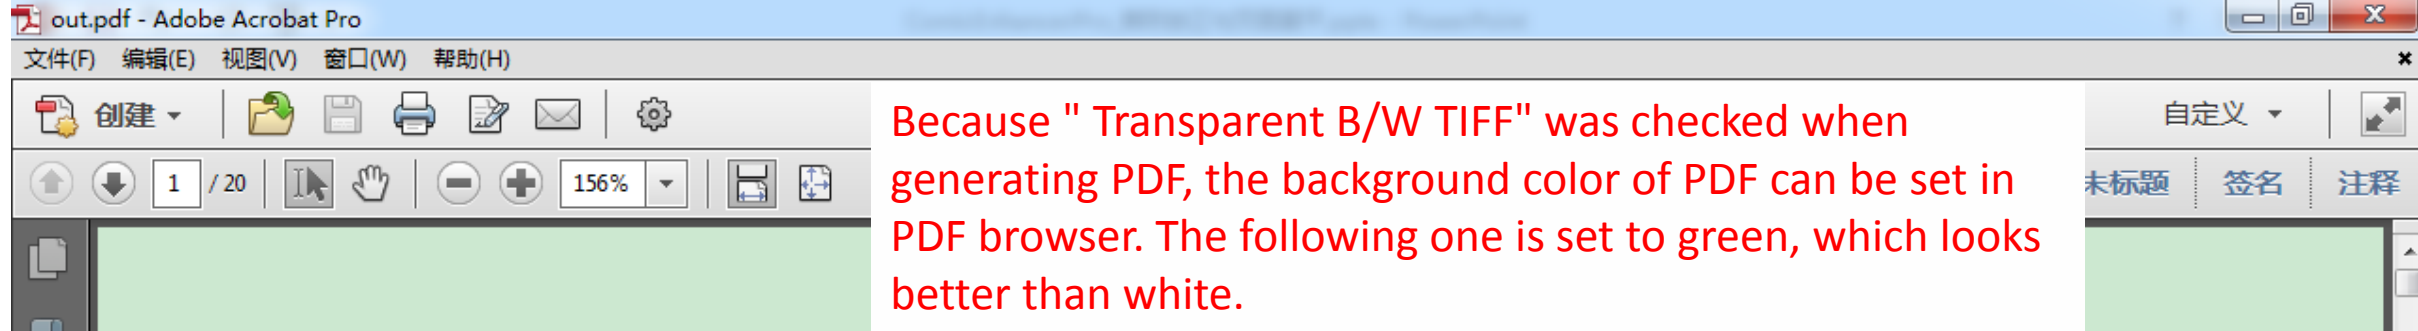 out.pdf - Adobe Acrobat Pro
文件(F) 编辑(E) 视图(V) 窗口(W) 帮助(H)
创建
自定义
1 / 20 156%
未标题 签名 注释
Because " Transparent B/W TIFF" was checked when
generating PDF, the background color of PDF can be set in
PDF browser. The following one is set to green, which looks
better than white.